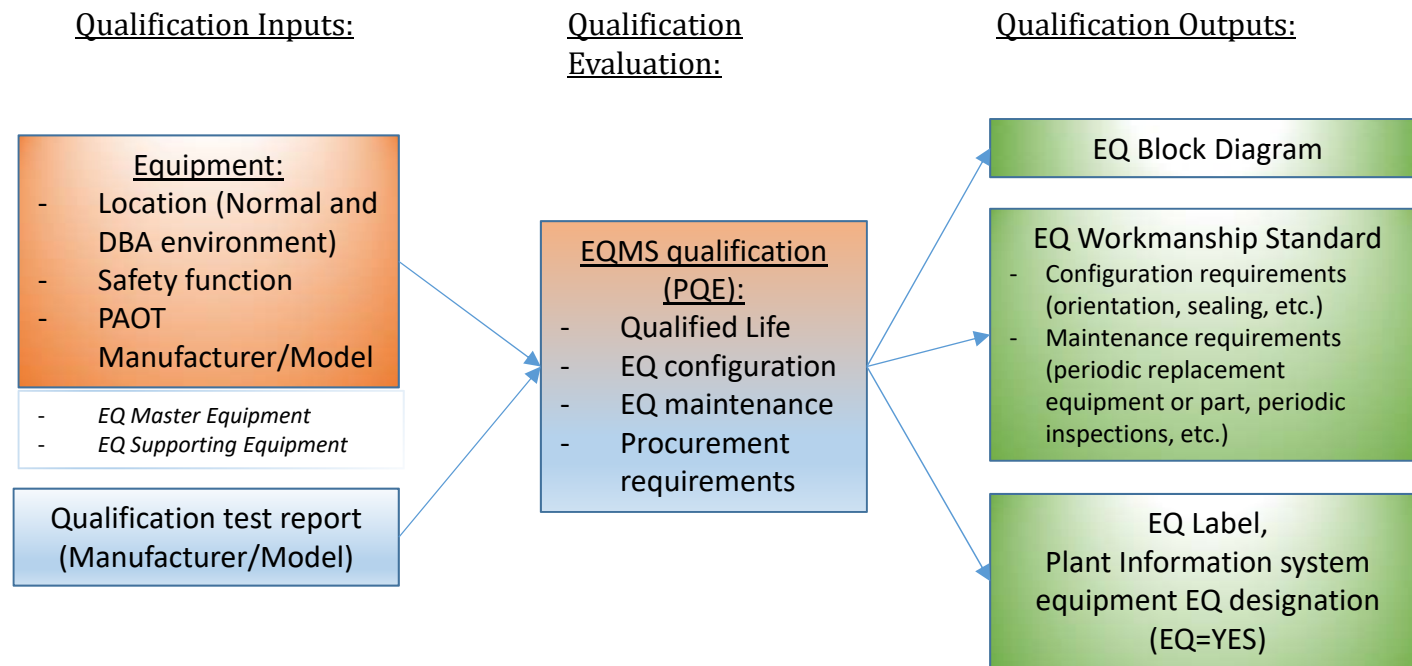 Qualification Inputs:
Qualification
Evaluation:
Qualification Outputs:
Equipment:
- Location (Normal and
DBA environment)
- Safety function
- PAOT
Manufacturer/Model
- EQ Master Equipment
- EQ Supporting Equipment
Qualification test report
(Manufacturer/Model)
EQMS qualification
(PQE):
- Qualified Life
- EQ configuration
- EQ maintenance
- Procurement
requirements
EQ Block Diagram
EQ Workmanship Standard
- Configuration requirements
(orientation, sealing, etc.)
- Maintenance requirements
(periodic replacement
equipment or part, periodic
inspections, etc.)
EQ Label,
Plant Information system
equipment EQ designation
(EQ=YES)